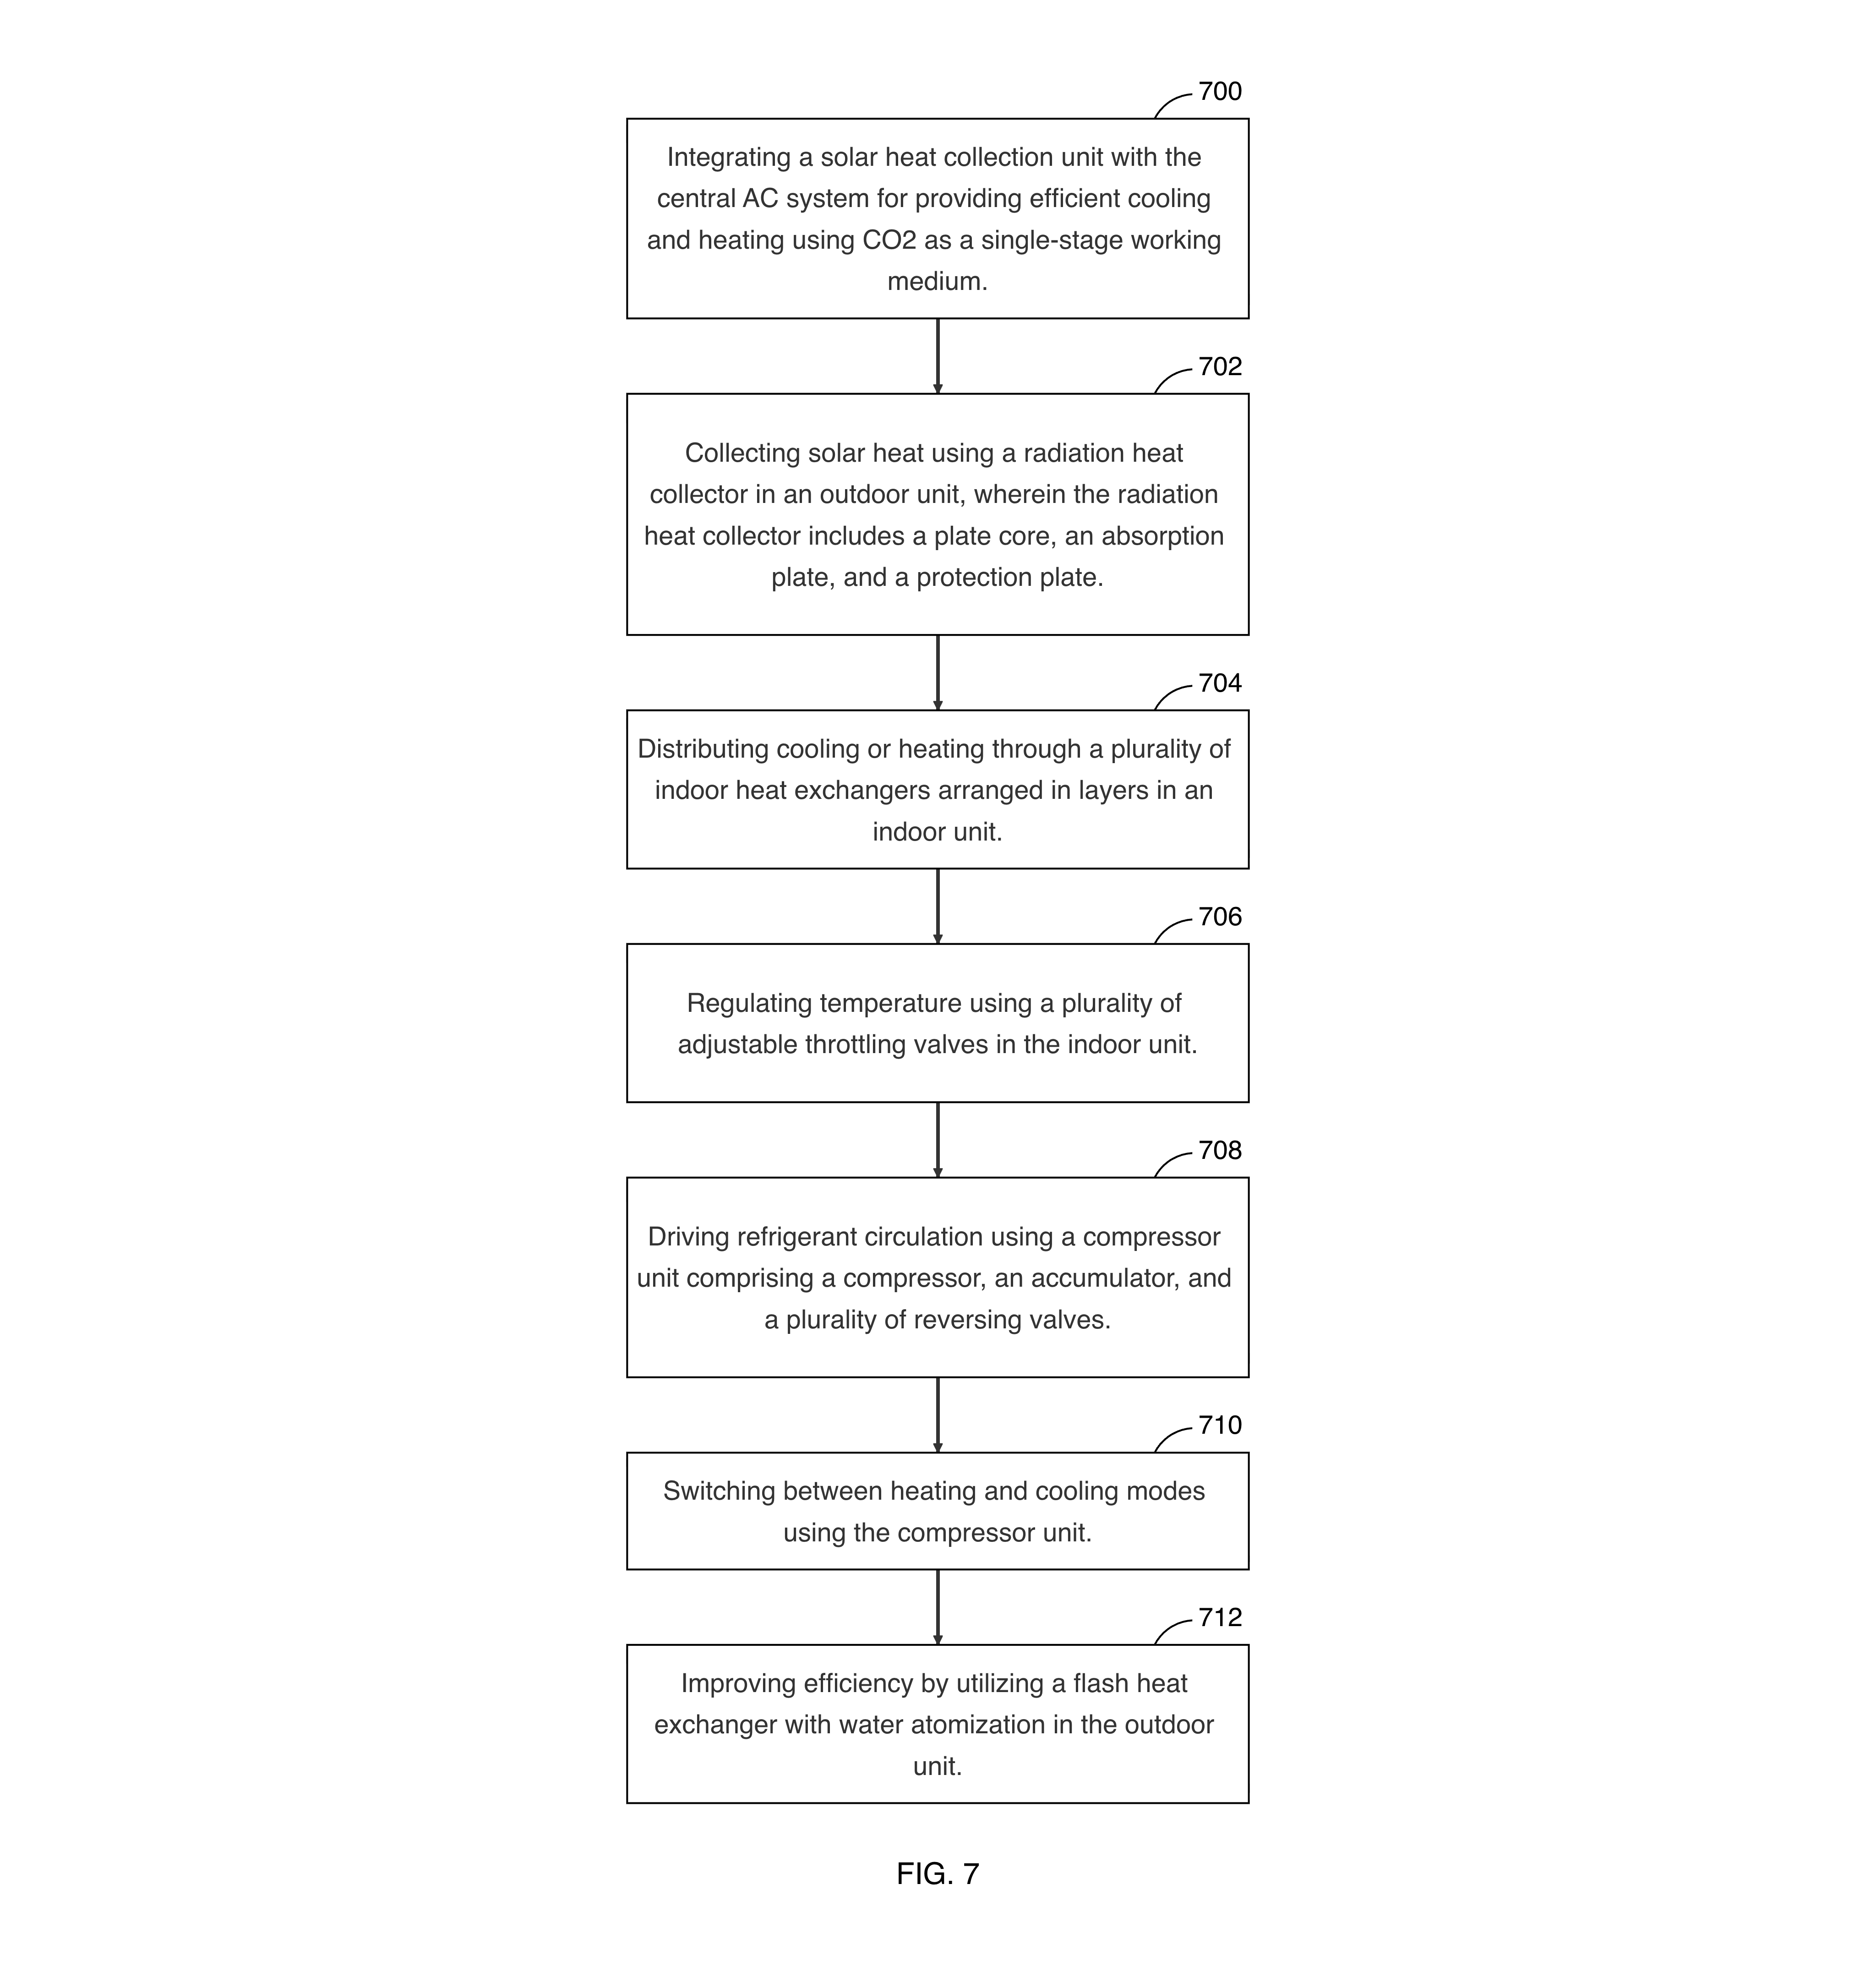 700
Integrating a solar heat collection unit with the
central AC system for providing efficient cooling
and heating using CO2 as a single-stage working
medium.
702
Collecting solar heat using a radiation heat
collector in an outdoor unit, wherein the radiation
heat collector includes a plate core, an absorption
plate, and a protection plate.
704
Distributing cooling or heating through a plurality of
indoor heat exchangers arranged in layers in an
indoor unit.
706
Regulating temperature using a plurality of
adjustable throttling valves in the indoor unit.
708
Driving refrigerant circulation using a compressor
unit comprising a compressor, an accumulator, and
a plurality of reversing valves.
710
Switching between heating and cooling modes
using the compressor unit.
712
Improving efficiency by utilizing a flash heat
exchanger with water atomization in the outdoor
unit.
FIG. 7